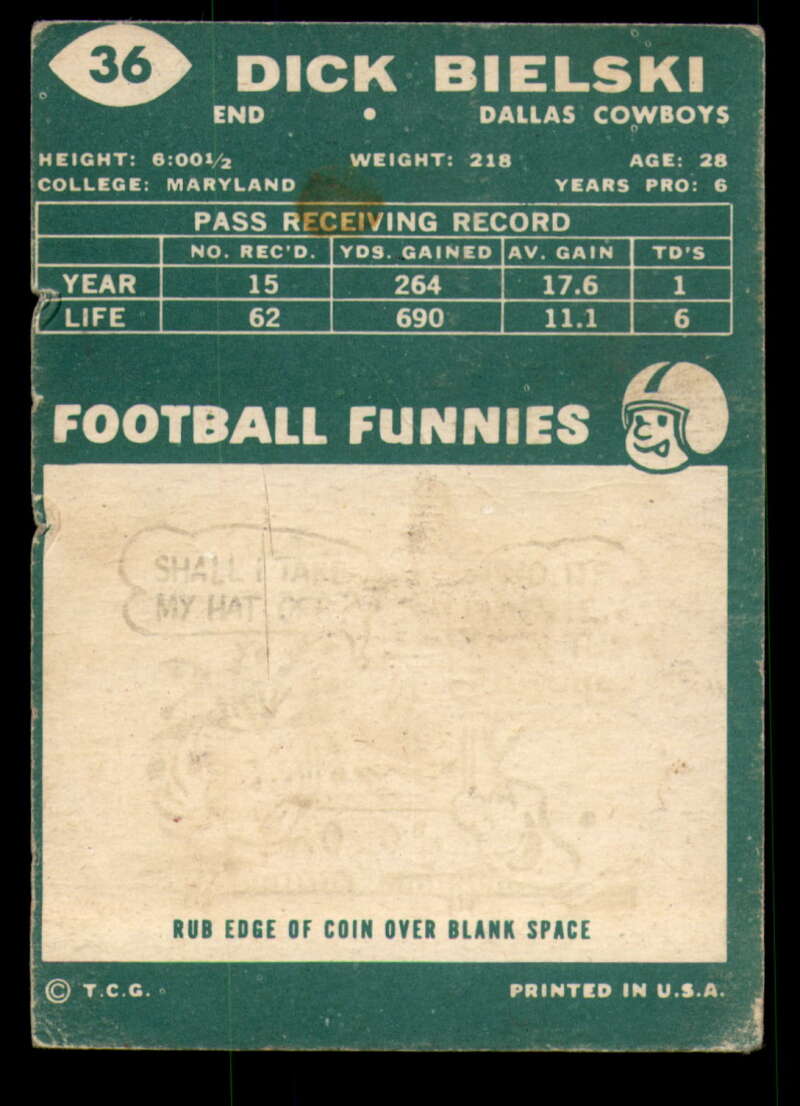 36 DICK BIELSKI
END • DALLAS COWBOYS
HEIGHT: 6:00½ WEIGHT: 218 AGE: 28
COLLEGE: MARYLAND YEARS PRO: 6
PASS RECEIVING RECORD
NO. REC'D. YDS. GAINED AV. GAIN TD'S
YEAR 15 264 17.6 1
LIFE 62 690 11.1 6
FOOTBALL FUNNIES
SHALL I TAKE
MY HAT
RUB EDGE OF COIN OVER BLANK SPACE
© T.C.G. PRINTED IN U.S.A.